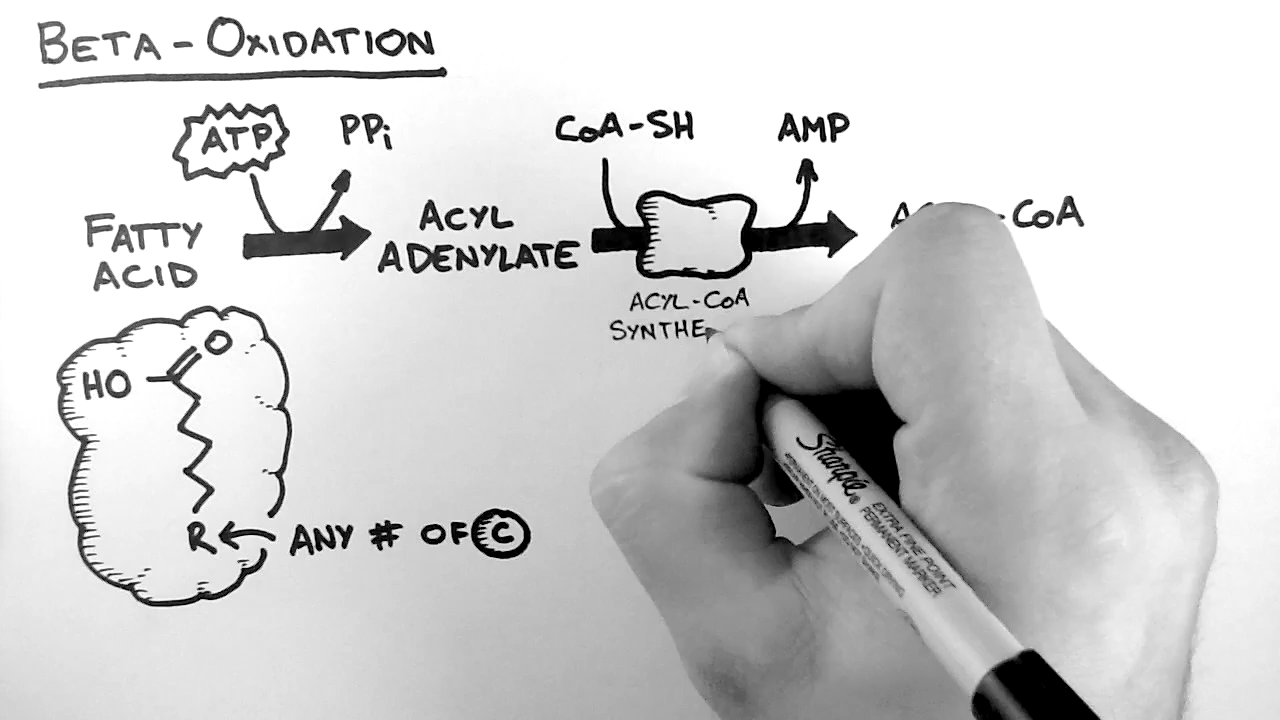 BETA-OXIDATION
ATP
PPi
CoA-SH
AMP
FATTY
ACID
ACYL
ADENYLATE
-CoA
ACYL-CoA
SYNTHE
HO
O
R
ANY # OF C
Sharpie
EXTRA FINE POINT
PERMANENT MARKER